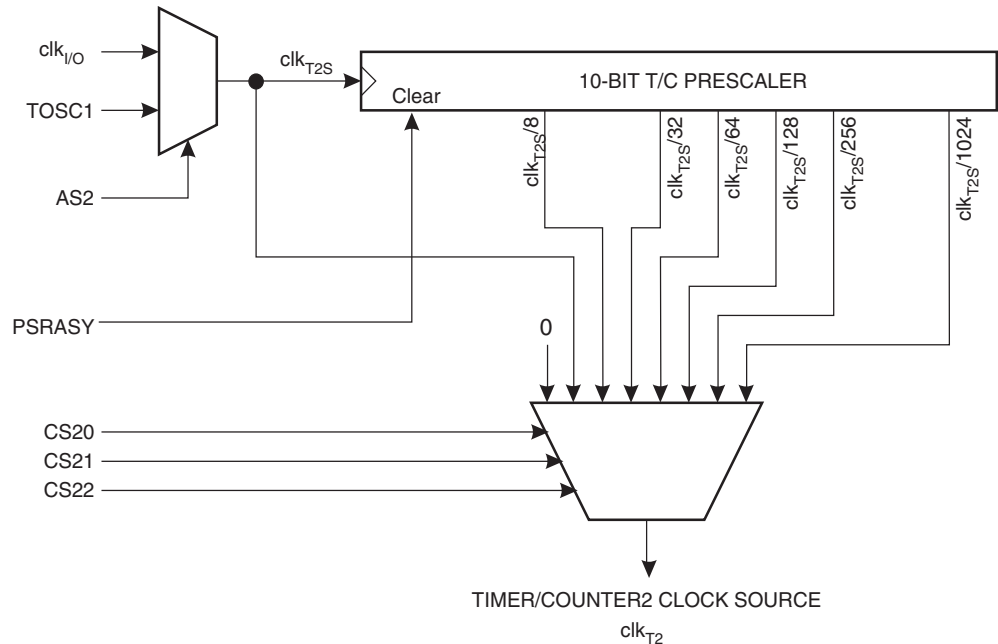 clkI/O
TOSC1
AS2
clkT2S
10-BIT T/C PRESCALER
Clear
clkT2S/8
clkT2S/32
clkT2S/64
clkT2S/128
clkT2S/256
clkT2S/1024
PSRASY
0
CS20
CS21
CS22
TIMER/COUNTER2 CLOCK SOURCE
clkT2